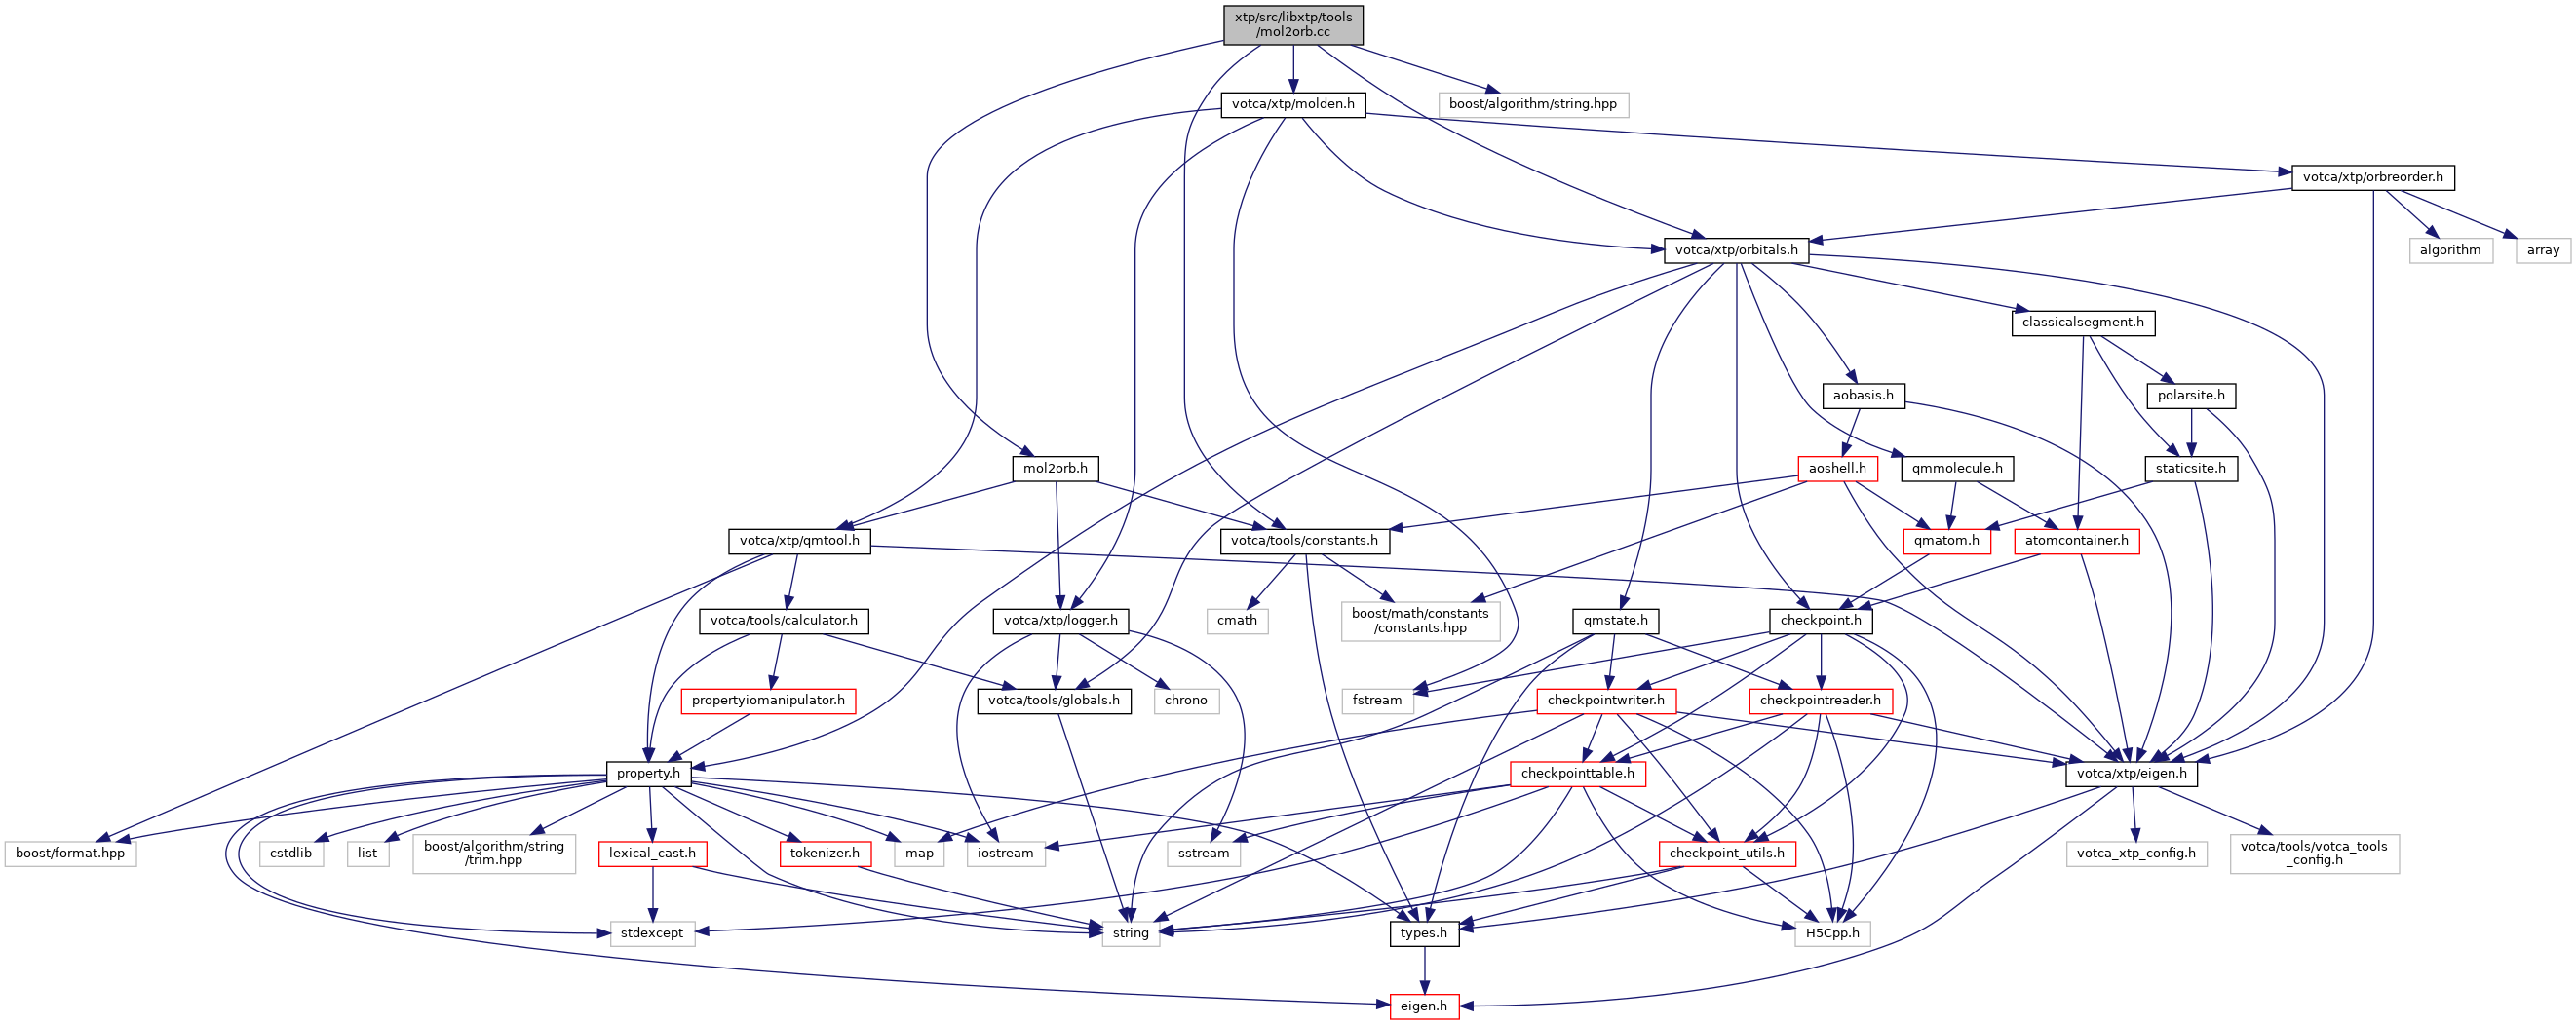 xtp/src/libxtp/tools
/mol2orb.cc
votca/xtp/molden.h
boost/algorithm/string.hpp
votca/xtp/orbreorder.h
votca/xtp/orbitals.h
algorithm
array
classicalsegment.h
aobasis.h
polarsite.h
mol2orb.h
aoshell.h
qmmolecule.h
staticsite.h
votca/xtp/qmtool.h
votca/tools/constants.h
qmatom.h
atomcontainer.h
votca/tools/calculator.h
votca/xtp/logger.h
cmath
boost/math/constants
/constants.hpp
qmstate.h
checkpoint.h
propertyiomanipulator.h
votca/tools/globals.h
chrono
fstream
checkpointwriter.h
checkpointreader.h
property.h
checkpointtable.h
votca/xtp/eigen.h
boost/format.hpp
cstdlib
list
boost/algorithm/string
/trim.hpp
lexical_cast.h
tokenizer.h
map
iostream
sstream
checkpoint_utils.h
votca_xtp_config.h
votca/tools/votca_tools
_config.h
stdexcept
string
types.h
H5Cpp.h
eigen.h